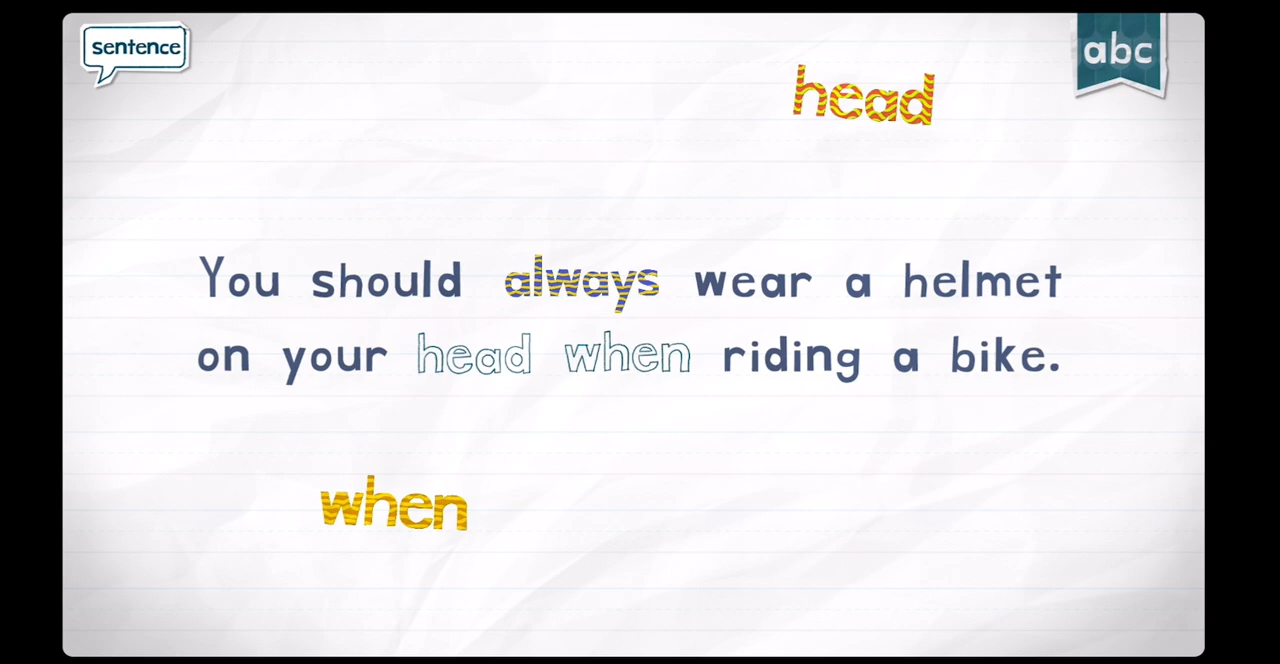 sentence
abc
head
You should always wear a helmet
on your head when riding a bike.
when